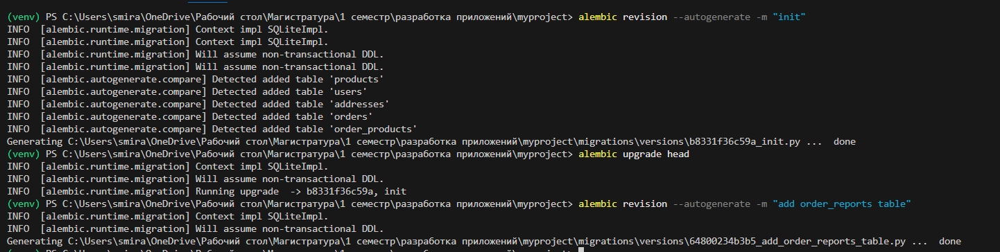 (venv) PS C:\Users\smira\OneDrive\Рабочий стол\Магистратура\1 семестр\разработка приложений\myproject> alembic revision --autogenerate -m "init"
INFO  [alembic.runtime.migration] Context impl SQLiteImpl.
INFO  [alembic.runtime.migration] Context impl SQLiteImpl.
INFO  [alembic.runtime.migration] Will assume non-transactional DDL.
INFO  [alembic.runtime.migration] Will assume non-transactional DDL.
INFO  [alembic.autogenerate.compare] Detected added table 'products'
INFO  [alembic.autogenerate.compare] Detected added table 'users'
INFO  [alembic.autogenerate.compare] Detected added table 'addresses'
INFO  [alembic.autogenerate.compare] Detected added table 'orders'
INFO  [alembic.autogenerate.compare] Detected added table 'order_products'
Generating C:\Users\smira\OneDrive\Рабочий стол\Магистратура\1 семестр\разработка приложений\myproject\migrations\versions\b8331f36c59a_init.py ...  done
(venv) PS C:\Users\smira\OneDrive\Рабочий стол\Магистратура\1 семестр\разработка приложений\myproject> alembic upgrade head
INFO  [alembic.runtime.migration] Context impl SQLiteImpl.
INFO  [alembic.runtime.migration] Will assume non-transactional DDL.
INFO  [alembic.runtime.migration] Running upgrade  -> b8331f36c59a, init
(venv) PS C:\Users\smira\OneDrive\Рабочий стол\Магистратура\1 семестр\разработка приложений\myproject> alembic revision --autogenerate -m "add order_reports table"
INFO  [alembic.runtime.migration] Context impl SQLiteImpl.
INFO  [alembic.runtime.migration] Will assume non-transactional DDL.
Generating C:\Users\smira\OneDrive\Рабочий стол\Магистратура\1 семестр\разработка приложений\myproject\migrations\versions\64800234b3b5_add_order_reports_table.py ...  done